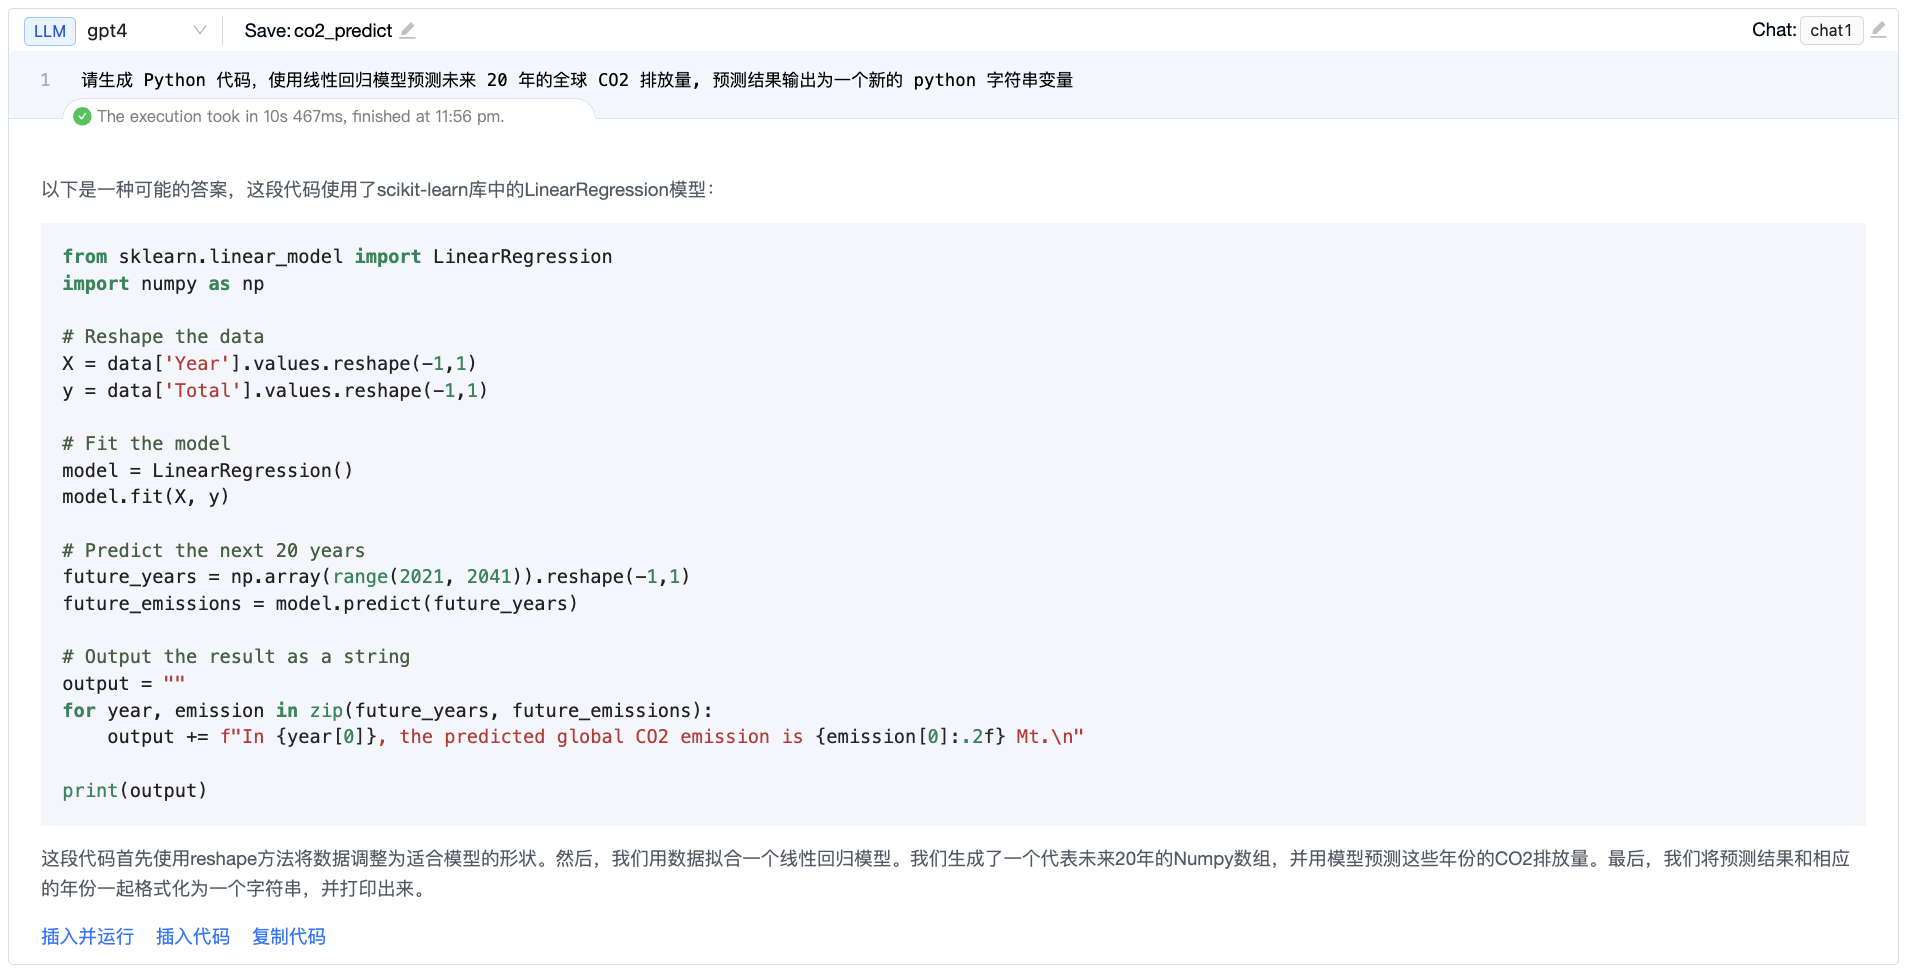 LLM gpt4 Save: co2_predict Chat: chat1
1 请生成 Python 代码，使用线性回归模型预测未来 20 年的全球 CO2 排放量，预测结果输出为一个新的 python 字符串变量
The execution took in 10s 467ms, finished at 11:56 pm.
以下是一种可能的答案，这段代码使用了scikit-learn库中的LinearRegression模型：
from sklearn.linear_model import LinearRegression
import numpy as np
# Reshape the data
X = data['Year'].values.reshape(-1,1)
y = data['Total'].values.reshape(-1,1)
# Fit the model
model = LinearRegression()
model.fit(X, y)
# Predict the next 20 years
future_years = np.array(range(2021, 2041)).reshape(-1,1)
future_emissions = model.predict(future_years)
# Output the result as a string
output = ""
for year, emission in zip(future_years, future_emissions):
    output += f"In {year[0]}, the predicted global CO2 emission is {emission[0]:.2f} Mt.\n"
print(output)
这段代码首先使用reshape方法将数据调整为适合模型的形状。然后，我们用数据拟合一个线性回归模型。我们生成了一个代表未来20年的Numpy数组，并用模型预测这些年份的CO2排放量。最后，我们将预测结果和相应
的年份一起格式化为一个字符串，并打印出来。
插入并运行 插入代码 复制代码